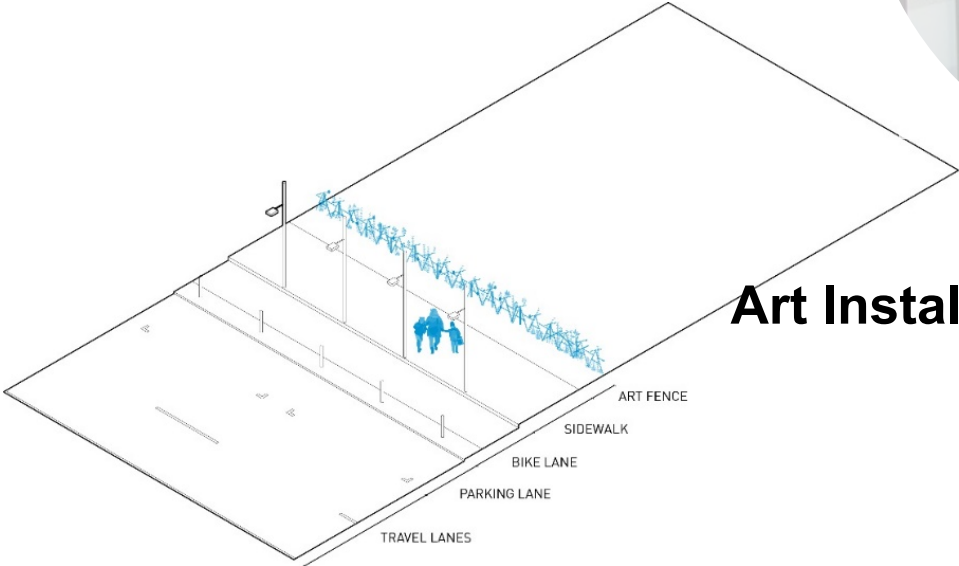 Art Instal
ART FENCE
SIDEWALK
BIKE LANE
PARKING LANE
TRAVEL LANES